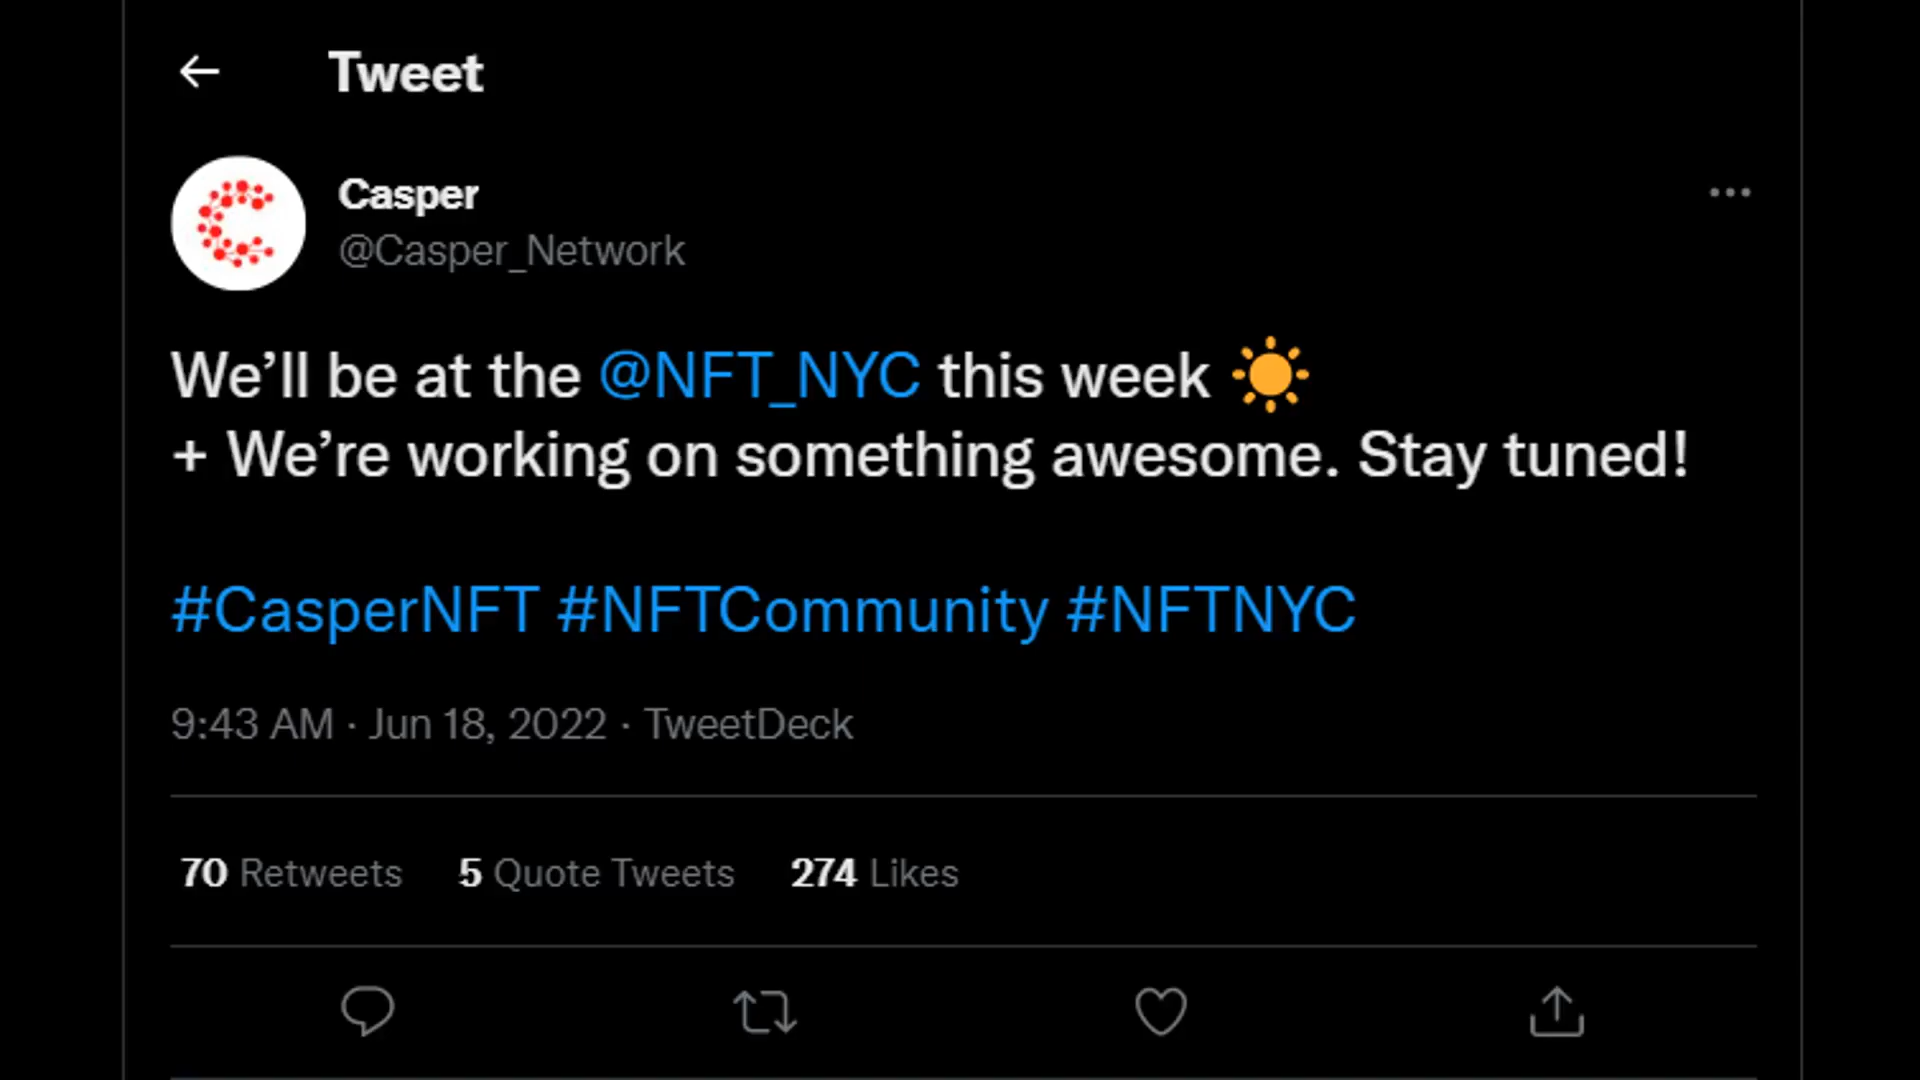 Tweet
Casper
@Casper_Network
We’ll be at the @NFT_NYC this week ☀️
+ We’re working on something awesome. Stay tuned!
#CasperNFT #NFTCommunity #NFTNYC
9:43 AM · Jun 18, 2022 · TweetDeck
70 Retweets 5 Quote Tweets 274 Likes